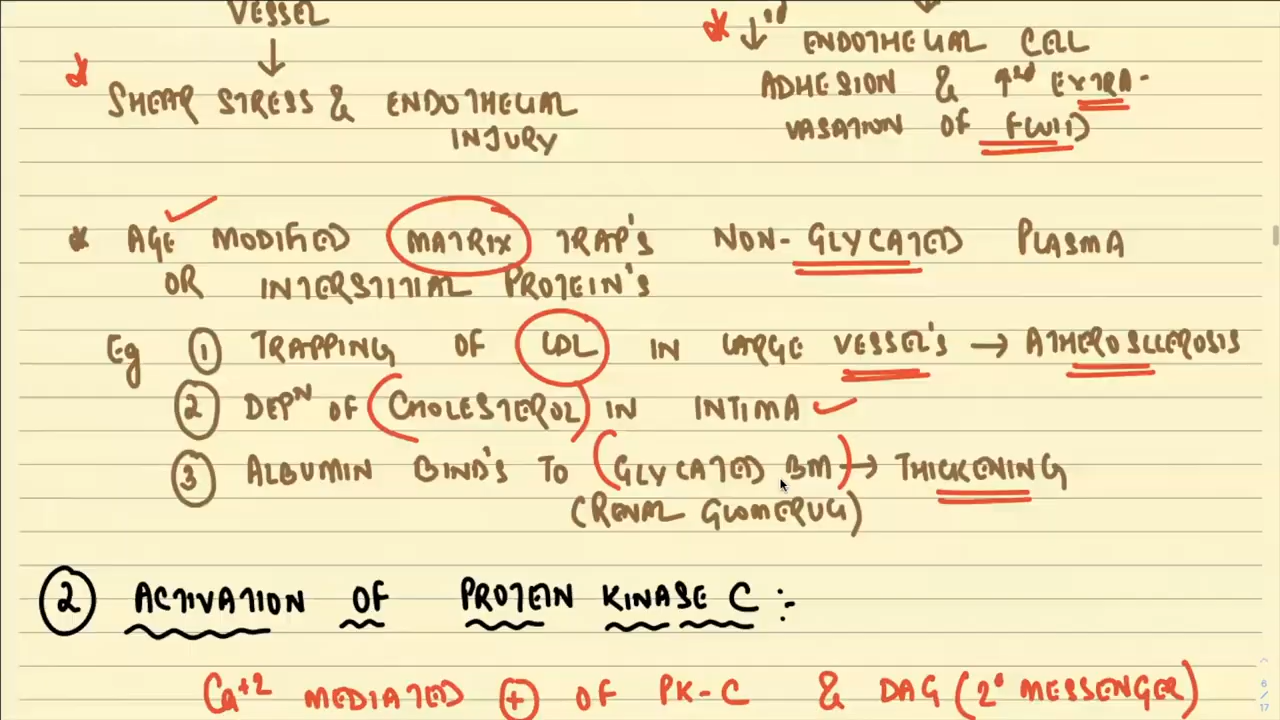 VESSEL
↓
* SHEAR STRESS & ENDOTHELIAL
INJURY
* ↓ed ENDOTHELIAL CELL
ADHESION & ↑ed EXTRA-
VASATION OF FLUID
* AGE MODIFIED MATRIX TRAP'S NON-GLYCATED PLASMA
OR INTERSTITIAL PROTEIN'S
Eg ① TRAPPING OF LDL IN LARGE VESSEL'S → ATHEROSCLEROSIS
② DEPN OF (CHOLESTEROL) IN INTIMA
③ ALBUMIN BIND'S TO (GLYCATED BM) → THICKENING
(RENAL GLOMERULI)
② ACTIVATION OF PROTEIN KINASE C :-
Ca+2 MEDIATED ⊕ OF PK-C & DAG (2° MESSENGER)
6
/
17